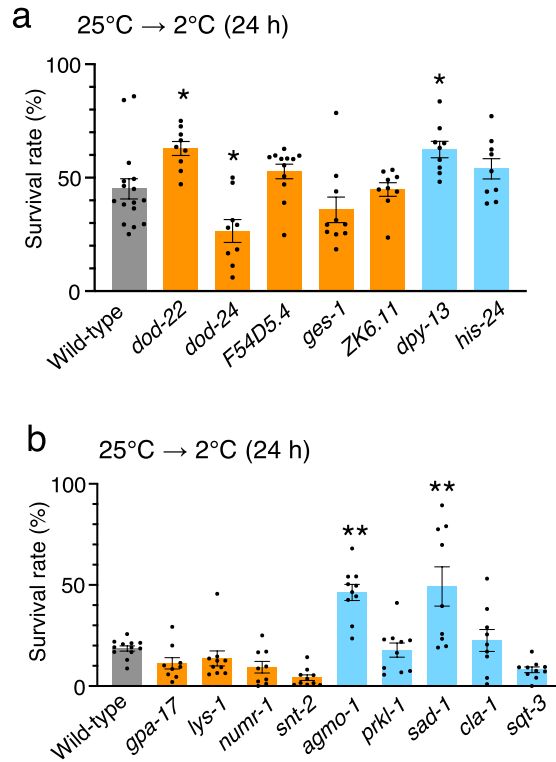 a
25°C → 2°C (24 h)
Survival rate (%)
100
50
0
*
*
*
Wild-type
dod-22
dod-24
F54D5.4
ges-1
ZK6.11
dpy-13
his-24
b
25°C → 2°C (24 h)
Survival rate (%)
100
50
0
**
**
Wild-type
gpa-17
lys-1
numr-1
snt-2
agmo-1
prkl-1
sad-1
cla-1
sqt-3